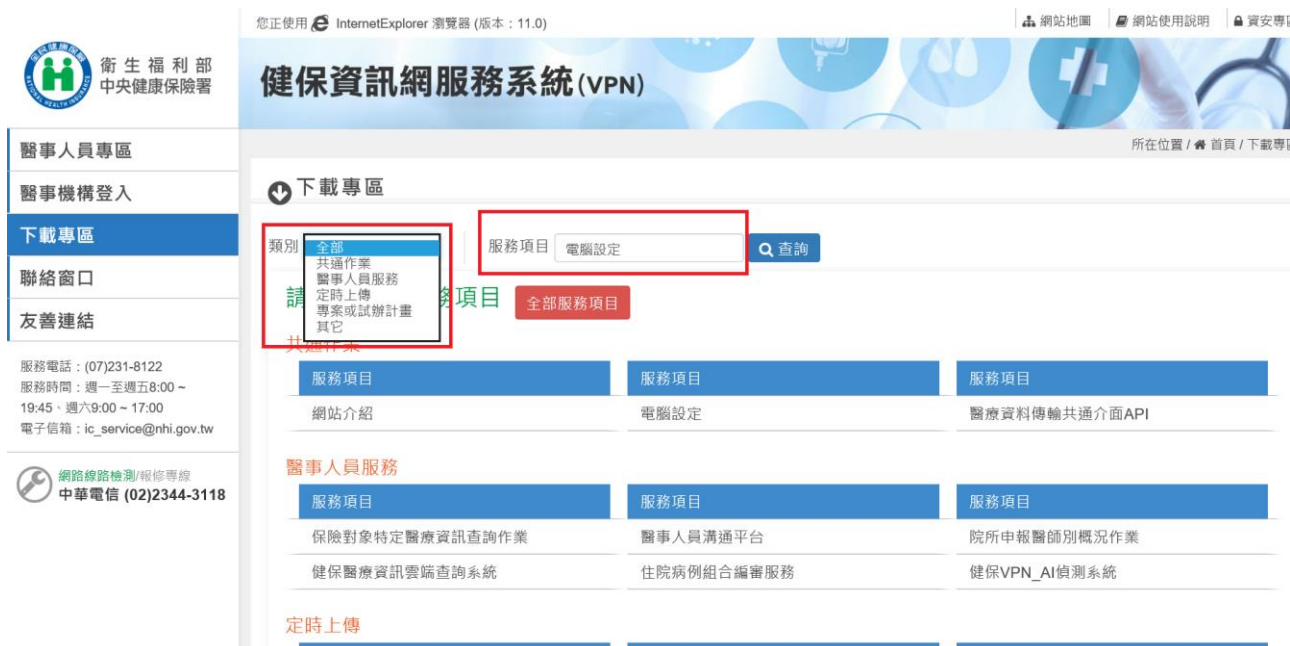 您正使用 InternetExplorer 瀏覽器 (版本：11.0)
網站地圖 網站使用說明 資安專
衛生福利部
中央健康保險署
健保資訊網服務系統(VPN)
所在位置 / 首頁 / 下載專
醫事人員專區
醫事機構登入
下載專區
聯絡窗口
友善連結
服務電話：(07)231-8122
服務時間：週一至週五8:00 ~
19:45、週六9:00 ~ 17:00
電子信箱：ic_service@nhi.gov.tw
網路線路檢測/報修專線
中華電信 (02)2344-3118
下載專區
類別
全部
共通作業
醫事人員服務
定時上傳
專案或試辦計畫
其它
服務項目 電腦設定 查詢
請 務項目 全部服務項目
共通作業
服務項目 服務項目 服務項目
網站介紹 電腦設定 醫療資料傳輸共通介面API
醫事人員服務
服務項目 服務項目 服務項目
保險對象特定醫療資訊查詢作業 醫事人員溝通平台 院所申報醫師別概況作業
健保醫療資訊雲端查詢系統 住院病例組合編審服務 健保VPN_AI偵測系統
定時上傳